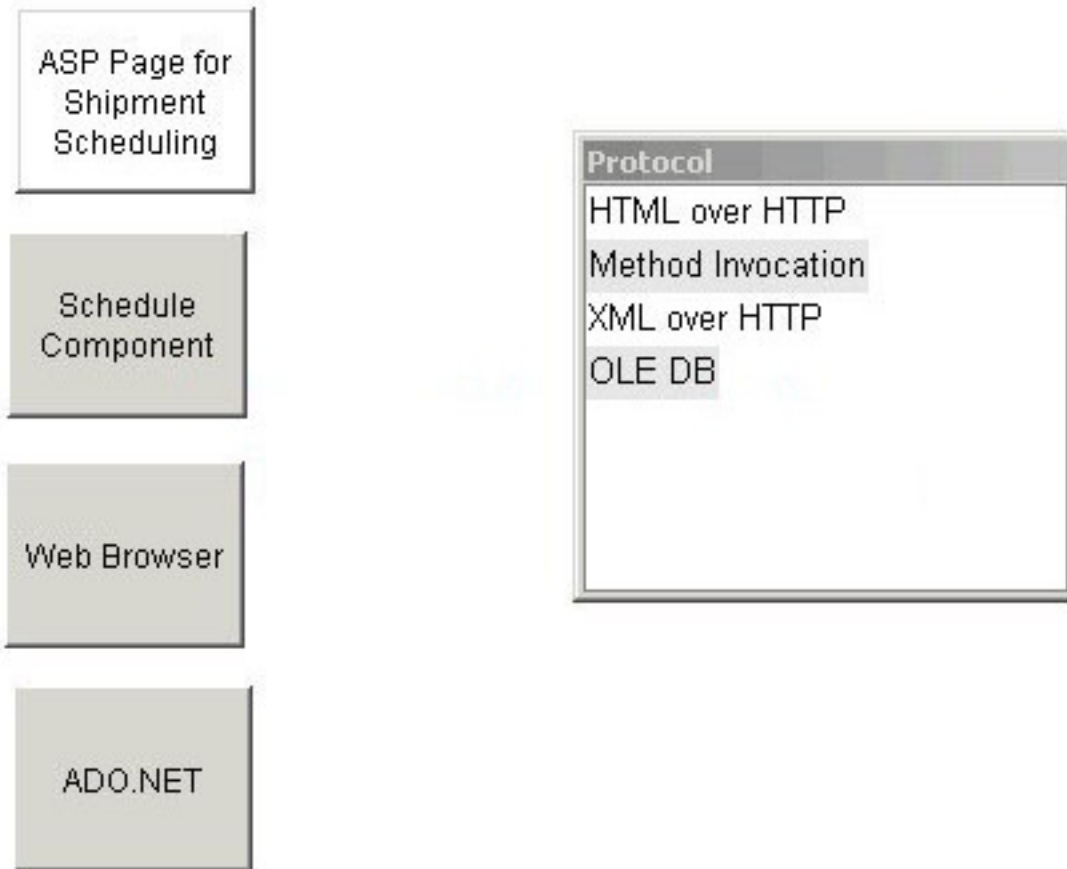 ASP Page for
Shipment
Scheduling
Schedule
Component
Web Browser
ADO.NET
Protocol
HTML over HTTP
Method Invocation
XML over HTTP
OLE DB